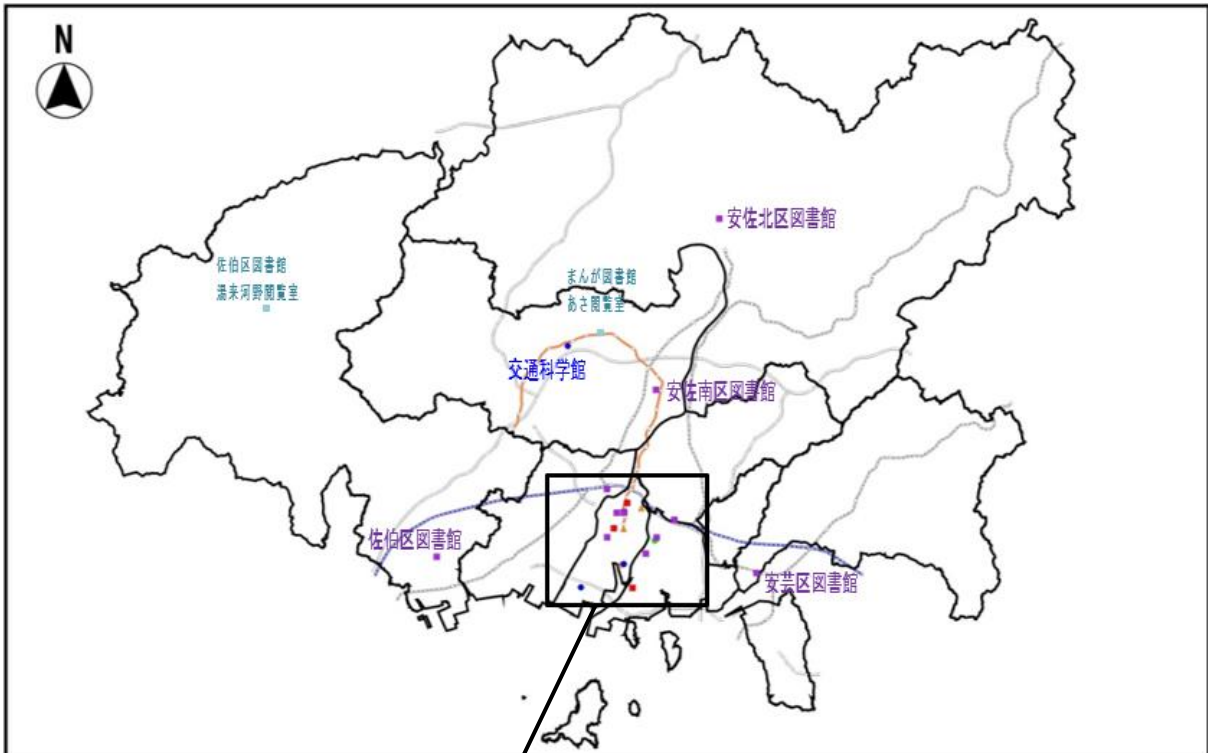 N
安佐北区図書館
佐伯区図書館
湯来河野閲覧室
まんが図書館
あさ閲覧室
交通科学館
安佐南区図書館
佐伯区図書館
安芸区図書館